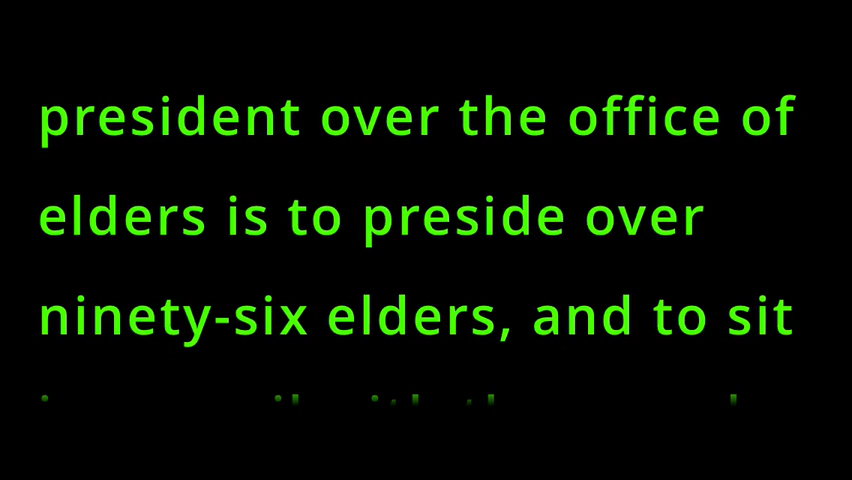 president over the office of
elders is to preside over
ninety-six elders, and to sit